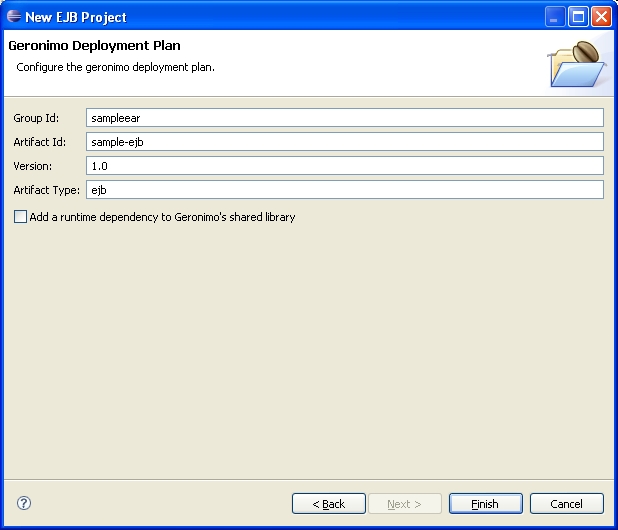 New EJB Project
Geronimo Deployment Plan
Configure the geronimo deployment plan.
Group Id: sampleear
Artifact Id: sample-ejb
Version: 1.0
Artifact Type: ejb
Add a runtime dependency to Geronimo's shared library
? < Back Next > Finish Cancel